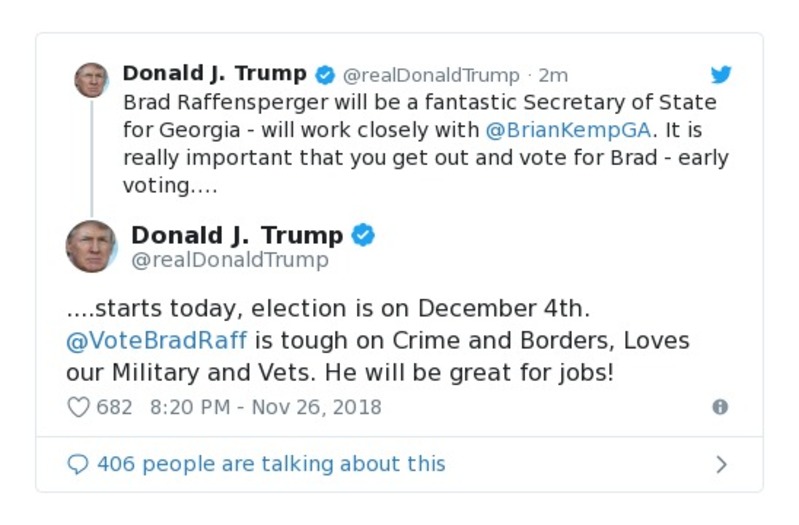 Donald J. Trump @realDonaldTrump · 2m
Brad Raffensperger will be a fantastic Secretary of State
for Georgia - will work closely with @BrianKempGA. It is
really important that you get out and vote for Brad - early
voting....
Donald J. Trump
@realDonaldTrump
....starts today, election is on December 4th.
@VoteBradRaff is tough on Crime and Borders, Loves
our Military and Vets. He will be great for jobs!
682 8:20 PM - Nov 26, 2018
406 people are talking about this